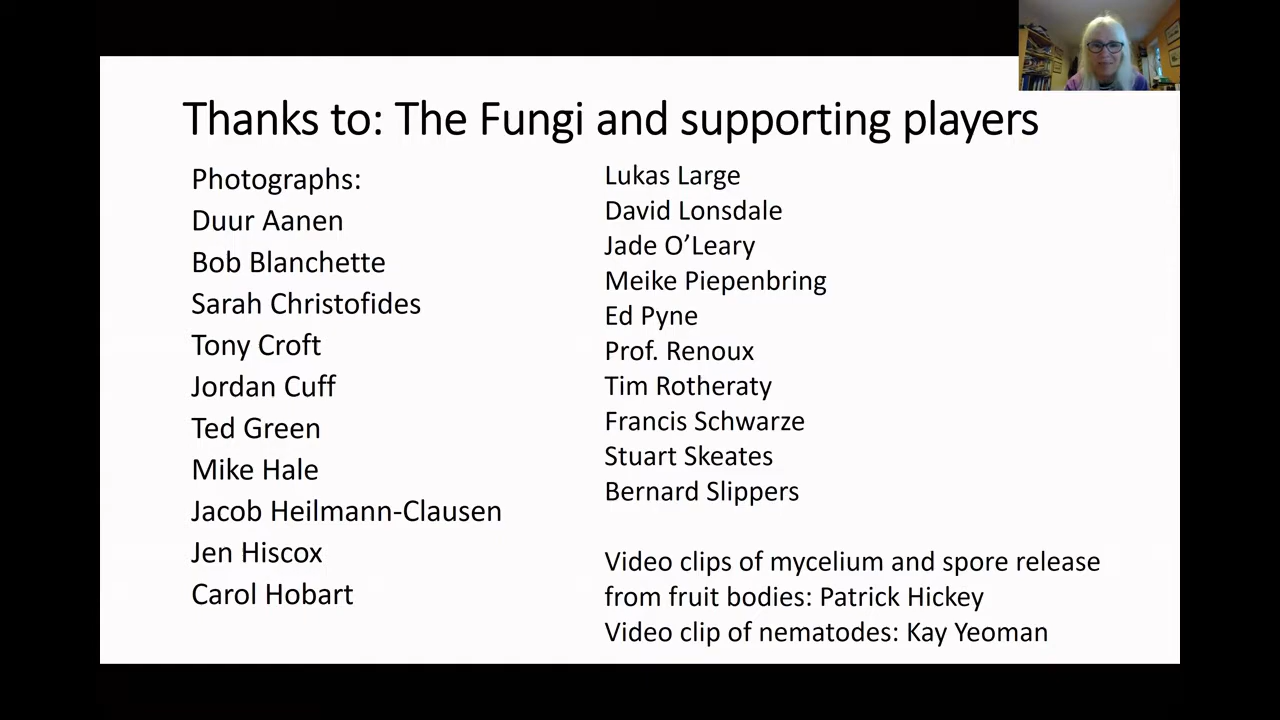 Thanks to: The Fungi and supporting players
Photographs:
Duur Aanen
Bob Blanchette
Sarah Christofides
Tony Croft
Jordan Cuff
Ted Green
Mike Hale
Jacob Heilmann-Clausen
Jen Hiscox
Carol Hobart
Lukas Large
David Lonsdale
Jade O’Leary
Meike Piepenbring
Ed Pyne
Prof. Renoux
Tim Rotheraty
Francis Schwarze
Stuart Skeates
Bernard Slippers
Video clips of mycelium and spore release
from fruit bodies: Patrick Hickey
Video clip of nematodes: Kay Yeoman